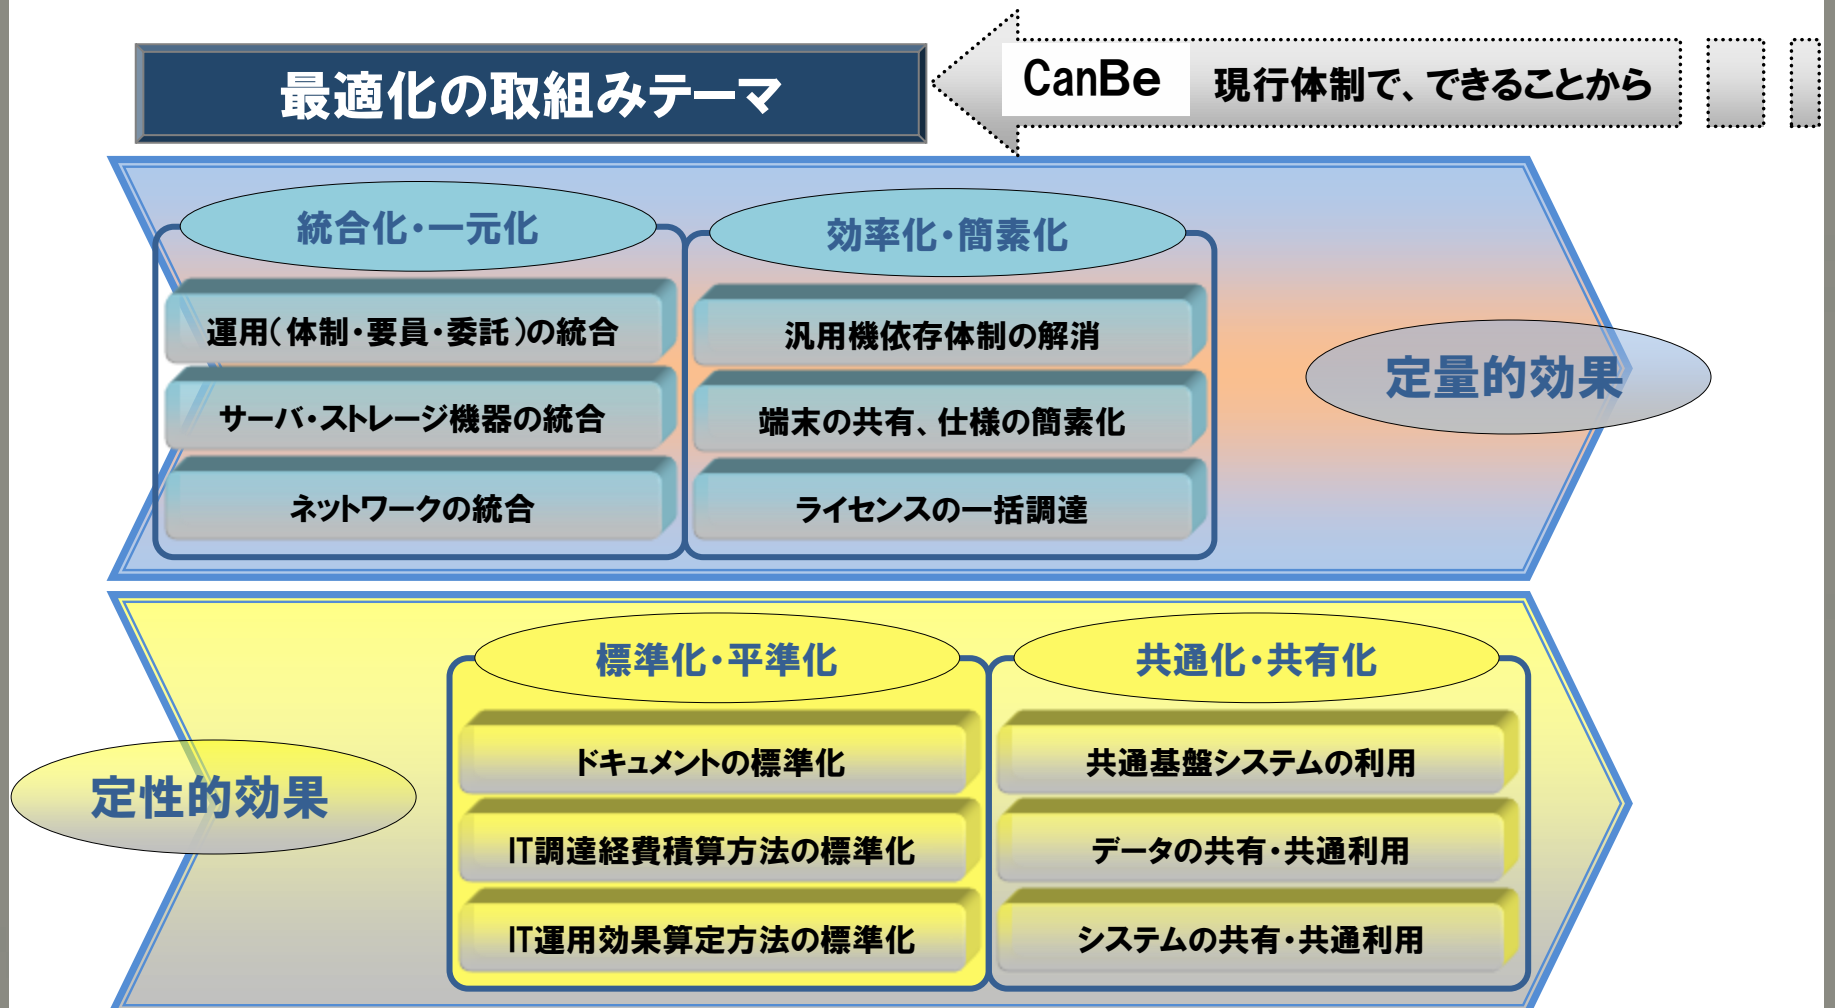 最適化の取組みテーマ
CanBe 現行体制で、できることから
統合化・一元化
運用(体制・要員・委託)の統合
サーバ・ストレージ機器の統合
ネットワークの統合
効率化・簡素化
汎用機依存体制の解消
端末の共有、仕様の簡素化
ライセンスの一括調達
定量的効果
定性的効果
標準化・平準化
ドキュメントの標準化
IT調達経費積算方法の標準化
IT運用効果算定方法の標準化
共通化・共有化
共通基盤システムの利用
データの共有・共通利用
システムの共有・共通利用